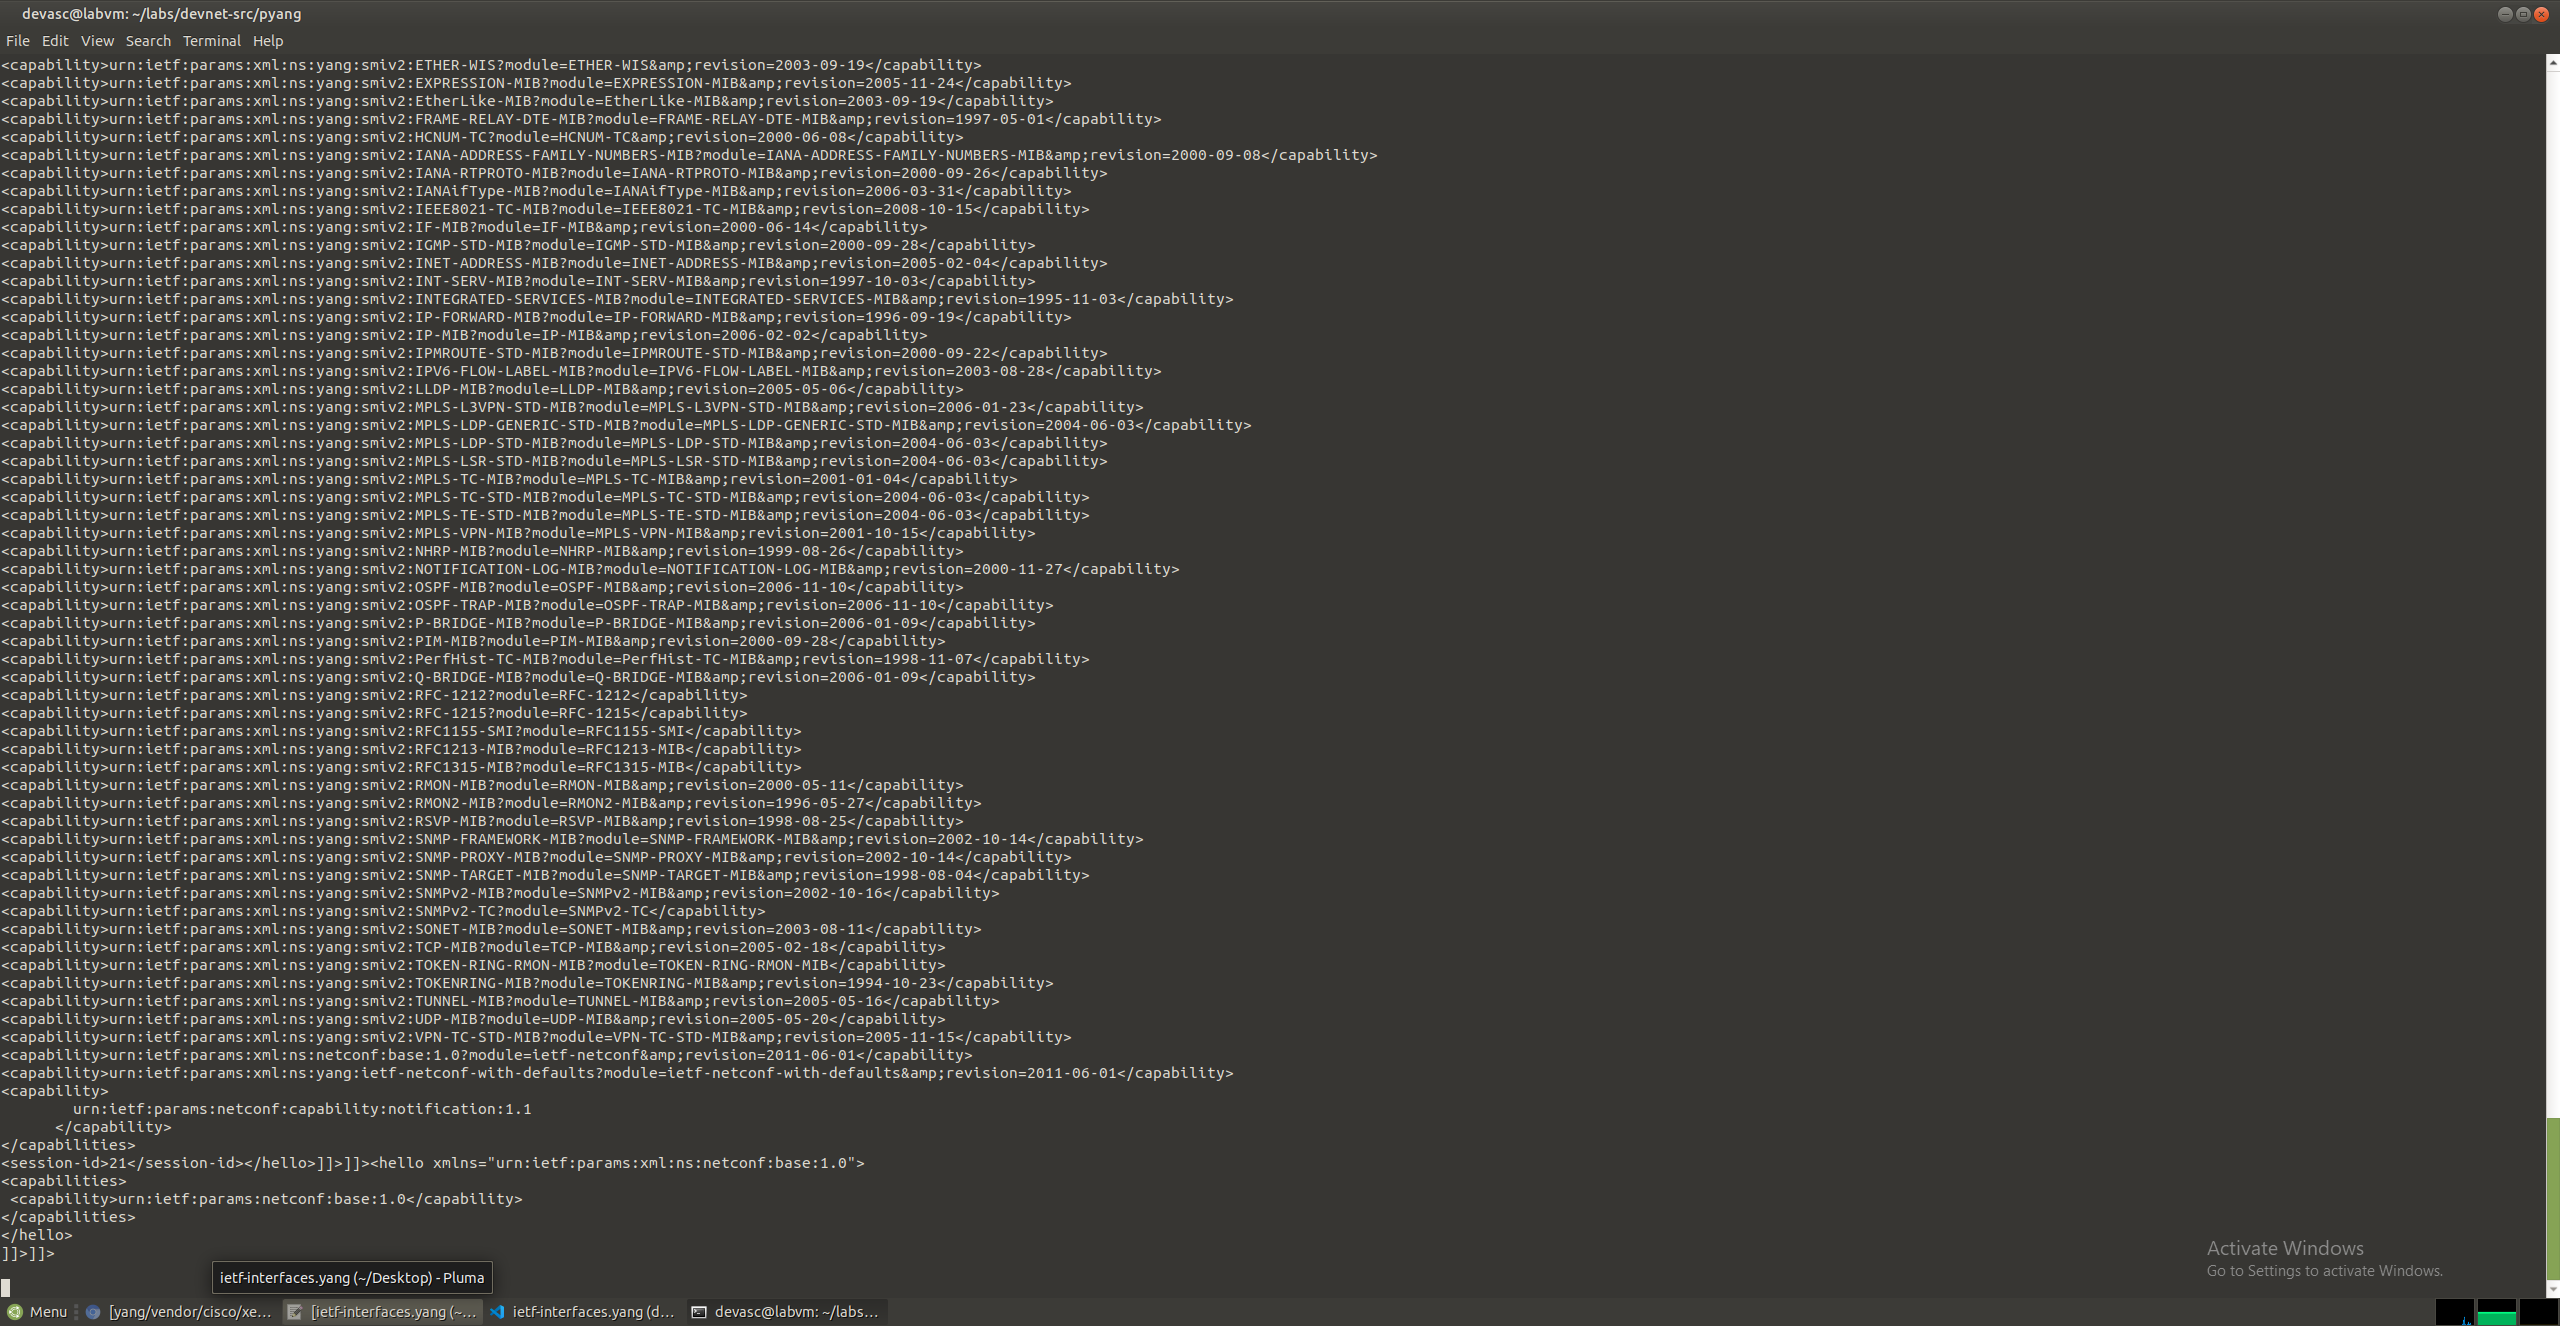 devasc@labvm: ~/labs/devnet-src/pyang
File Edit View Search Terminal Help
<capability>urn:ietf:params:xml:ns:yang:smiv2:ETHER-WIS?module=ETHER-WIS&amp;revision=2003-09-19</capability>
<capability>urn:ietf:params:xml:ns:yang:smiv2:EXPRESSION-MIB?module=EXPRESSION-MIB&amp;revision=2005-11-24</capability>
<capability>urn:ietf:params:xml:ns:yang:smiv2:EtherLike-MIB?module=EtherLike-MIB&amp;revision=2003-09-19</capability>
<capability>urn:ietf:params:xml:ns:yang:smiv2:FRAME-RELAY-DTE-MIB?module=FRAME-RELAY-DTE-MIB&amp;revision=1997-05-01</capability>
<capability>urn:ietf:params:xml:ns:yang:smiv2:HCNUM-TC?module=HCNUM-TC&amp;revision=2000-06-08</capability>
<capability>urn:ietf:params:xml:ns:yang:smiv2:IANA-ADDRESS-FAMILY-NUMBERS-MIB?module=IANA-ADDRESS-FAMILY-NUMBERS-MIB&amp;revision=2000-09-08</capability>
<capability>urn:ietf:params:xml:ns:yang:smiv2:IANA-RTPROTO-MIB?module=IANA-RTPROTO-MIB&amp;revision=2000-09-26</capability>
<capability>urn:ietf:params:xml:ns:yang:smiv2:IANAifType-MIB?module=IANAifType-MIB&amp;revision=2006-03-31</capability>
<capability>urn:ietf:params:xml:ns:yang:smiv2:IEEE8021-TC-MIB?module=IEEE8021-TC-MIB&amp;revision=2008-10-15</capability>
<capability>urn:ietf:params:xml:ns:yang:smiv2:IF-MIB?module=IF-MIB&amp;revision=2000-06-14</capability>
<capability>urn:ietf:params:xml:ns:yang:smiv2:IGMP-STD-MIB?module=IGMP-STD-MIB&amp;revision=2000-09-28</capability>
<capability>urn:ietf:params:xml:ns:yang:smiv2:INET-ADDRESS-MIB?module=INET-ADDRESS-MIB&amp;revision=2005-02-04</capability>
<capability>urn:ietf:params:xml:ns:yang:smiv2:INT-SERV-MIB?module=INT-SERV-MIB&amp;revision=1997-10-03</capability>
<capability>urn:ietf:params:xml:ns:yang:smiv2:INTEGRATED-SERVICES-MIB?module=INTEGRATED-SERVICES-MIB&amp;revision=1995-11-03</capability>
<capability>urn:ietf:params:xml:ns:yang:smiv2:IP-FORWARD-MIB?module=IP-FORWARD-MIB&amp;revision=1996-09-19</capability>
<capability>urn:ietf:params:xml:ns:yang:smiv2:IP-MIB?module=IP-MIB&amp;revision=2006-02-02</capability>
<capability>urn:ietf:params:xml:ns:yang:smiv2:IPMROUTE-STD-MIB?module=IPMROUTE-STD-MIB&amp;revision=2000-09-22</capability>
<capability>urn:ietf:params:xml:ns:yang:smiv2:IPV6-FLOW-LABEL-MIB?module=IPV6-FLOW-LABEL-MIB&amp;revision=2003-08-28</capability>
<capability>urn:ietf:params:xml:ns:yang:smiv2:LLDP-MIB?module=LLDP-MIB&amp;revision=2005-05-06</capability>
<capability>urn:ietf:params:xml:ns:yang:smiv2:MPLS-L3VPN-STD-MIB?module=MPLS-L3VPN-STD-MIB&amp;revision=2006-01-23</capability>
<capability>urn:ietf:params:xml:ns:yang:smiv2:MPLS-LDP-GENERIC-STD-MIB?module=MPLS-LDP-GENERIC-STD-MIB&amp;revision=2004-06-03</capability>
<capability>urn:ietf:params:xml:ns:yang:smiv2:MPLS-LDP-STD-MIB?module=MPLS-LDP-STD-MIB&amp;revision=2004-06-03</capability>
<capability>urn:ietf:params:xml:ns:yang:smiv2:MPLS-LSR-STD-MIB?module=MPLS-LSR-STD-MIB&amp;revision=2004-06-03</capability>
<capability>urn:ietf:params:xml:ns:yang:smiv2:MPLS-TC-MIB?module=MPLS-TC-MIB&amp;revision=2001-01-04</capability>
<capability>urn:ietf:params:xml:ns:yang:smiv2:MPLS-TC-STD-MIB?module=MPLS-TC-STD-MIB&amp;revision=2004-06-03</capability>
<capability>urn:ietf:params:xml:ns:yang:smiv2:MPLS-TE-STD-MIB?module=MPLS-TE-STD-MIB&amp;revision=2004-06-03</capability>
<capability>urn:ietf:params:xml:ns:yang:smiv2:MPLS-VPN-MIB?module=MPLS-VPN-MIB&amp;revision=2001-10-15</capability>
<capability>urn:ietf:params:xml:ns:yang:smiv2:NHRP-MIB?module=NHRP-MIB&amp;revision=1999-08-26</capability>
<capability>urn:ietf:params:xml:ns:yang:smiv2:NOTIFICATION-LOG-MIB?module=NOTIFICATION-LOG-MIB&amp;revision=2000-11-27</capability>
<capability>urn:ietf:params:xml:ns:yang:smiv2:OSPF-MIB?module=OSPF-MIB&amp;revision=2006-11-10</capability>
<capability>urn:ietf:params:xml:ns:yang:smiv2:OSPF-TRAP-MIB?module=OSPF-TRAP-MIB&amp;revision=2006-11-10</capability>
<capability>urn:ietf:params:xml:ns:yang:smiv2:P-BRIDGE-MIB?module=P-BRIDGE-MIB&amp;revision=2006-01-09</capability>
<capability>urn:ietf:params:xml:ns:yang:smiv2:PIM-MIB?module=PIM-MIB&amp;revision=2000-09-28</capability>
<capability>urn:ietf:params:xml:ns:yang:smiv2:PerfHist-TC-MIB?module=PerfHist-TC-MIB&amp;revision=1998-11-07</capability>
<capability>urn:ietf:params:xml:ns:yang:smiv2:Q-BRIDGE-MIB?module=Q-BRIDGE-MIB&amp;revision=2006-01-09</capability>
<capability>urn:ietf:params:xml:ns:yang:smiv2:RFC-1212?module=RFC-1212</capability>
<capability>urn:ietf:params:xml:ns:yang:smiv2:RFC-1215?module=RFC-1215</capability>
<capability>urn:ietf:params:xml:ns:yang:smiv2:RFC1155-SMI?module=RFC1155-SMI</capability>
<capability>urn:ietf:params:xml:ns:yang:smiv2:RFC1213-MIB?module=RFC1213-MIB</capability>
<capability>urn:ietf:params:xml:ns:yang:smiv2:RFC1315-MIB?module=RFC1315-MIB</capability>
<capability>urn:ietf:params:xml:ns:yang:smiv2:RMON-MIB?module=RMON-MIB&amp;revision=2000-05-11</capability>
<capability>urn:ietf:params:xml:ns:yang:smiv2:RMON2-MIB?module=RMON2-MIB&amp;revision=1996-05-27</capability>
<capability>urn:ietf:params:xml:ns:yang:smiv2:RSVP-MIB?module=RSVP-MIB&amp;revision=1998-08-25</capability>
<capability>urn:ietf:params:xml:ns:yang:smiv2:SNMP-FRAMEWORK-MIB?module=SNMP-FRAMEWORK-MIB&amp;revision=2002-10-14</capability>
<capability>urn:ietf:params:xml:ns:yang:smiv2:SNMP-PROXY-MIB?module=SNMP-PROXY-MIB&amp;revision=2002-10-14</capability>
<capability>urn:ietf:params:xml:ns:yang:smiv2:SNMP-TARGET-MIB?module=SNMP-TARGET-MIB&amp;revision=1998-08-04</capability>
<capability>urn:ietf:params:xml:ns:yang:smiv2:SNMPv2-MIB?module=SNMPv2-MIB&amp;revision=2002-10-16</capability>
<capability>urn:ietf:params:xml:ns:yang:smiv2:SNMPv2-TC?module=SNMPv2-TC</capability>
<capability>urn:ietf:params:xml:ns:yang:smiv2:SONET-MIB?module=SONET-MIB&amp;revision=2003-08-11</capability>
<capability>urn:ietf:params:xml:ns:yang:smiv2:TCP-MIB?module=TCP-MIB&amp;revision=2005-02-18</capability>
<capability>urn:ietf:params:xml:ns:yang:smiv2:TOKEN-RING-RMON-MIB?module=TOKEN-RING-RMON-MIB</capability>
<capability>urn:ietf:params:xml:ns:yang:smiv2:TOKENRING-MIB?module=TOKENRING-MIB&amp;revision=1994-10-23</capability>
<capability>urn:ietf:params:xml:ns:yang:smiv2:TUNNEL-MIB?module=TUNNEL-MIB&amp;revision=2005-05-16</capability>
<capability>urn:ietf:params:xml:ns:yang:smiv2:UDP-MIB?module=UDP-MIB&amp;revision=2005-05-20</capability>
<capability>urn:ietf:params:xml:ns:yang:smiv2:VPN-TC-STD-MIB?module=VPN-TC-STD-MIB&amp;revision=2005-11-15</capability>
<capability>urn:ietf:params:xml:ns:netconf:base:1.0?module=ietf-netconf&amp;revision=2011-06-01</capability>
<capability>urn:ietf:params:xml:ns:yang:ietf-netconf-with-defaults?module=ietf-netconf-with-defaults&amp;revision=2011-06-01</capability>
<capability>
urn:ietf:params:netconf:capability:notification:1.1
</capability>
</capabilities>
<session-id>21</session-id></hello>]]>]]><hello xmlns="urn:ietf:params:xml:ns:netconf:base:1.0">
<capabilities>
<capability>urn:ietf:params:netconf:base:1.0</capability>
</capabilities>
</hello>
]]>]]>
Activate Windows
Go to Settings to activate Windows.
ietf-interfaces.yang (~/Desktop) - Pluma
Menu [yang/vendor/cisco/xe... [ietf-interfaces.yang (~... ietf-interfaces.yang (d... devasc@labvm: ~/labs...